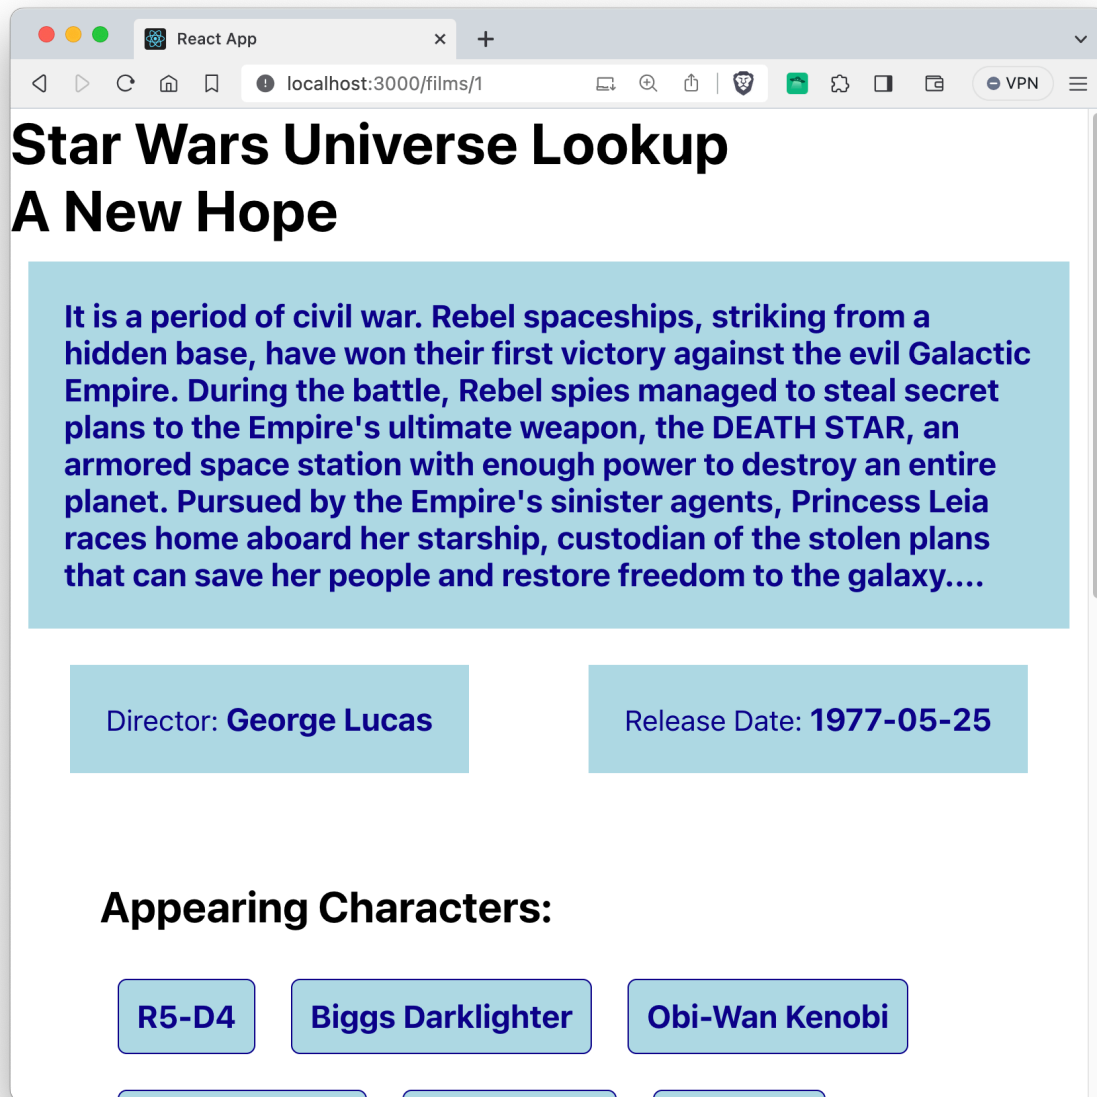 React App
localhost:3000/films/1
VPN
Star Wars Universe Lookup
A New Hope
It is a period of civil war. Rebel spaceships, striking from a
hidden base, have won their first victory against the evil Galactic
Empire. During the battle, Rebel spies managed to steal secret
plans to the Empire's ultimate weapon, the DEATH STAR, an
armored space station with enough power to destroy an entire
planet. Pursued by the Empire's sinister agents, Princess Leia
races home aboard her starship, custodian of the stolen plans
that can save her people and restore freedom to the galaxy....
Director: George Lucas
Release Date: 1977-05-25
Appearing Characters:
R5-D4
Biggs Darklighter
Obi-Wan Kenobi